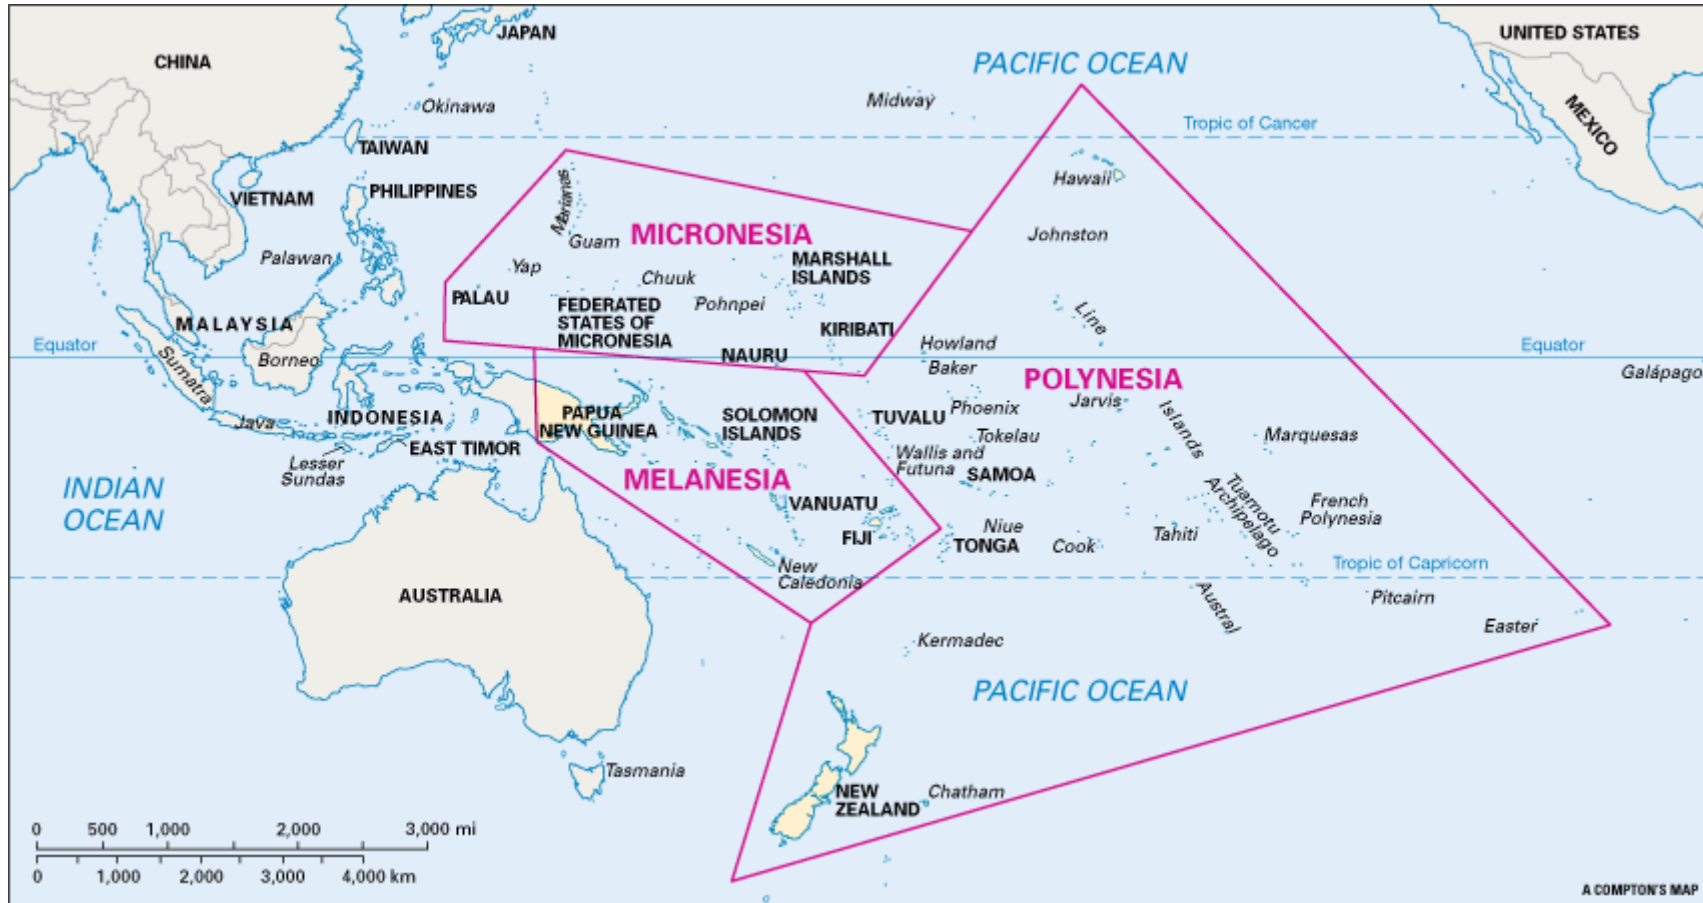 JAPAN
UNITED STATES
CHINA
PACIFIC OCEAN
Okinawa
Midway
MEXICO
Tropic of Cancer
TAIWAN
VIETNAM
PHILIPPINES
Hawaii
Marianas
MICRONESIA
Guam
Johnston
Palawan
Yap
MARSHALL
ISLANDS
Chuuk
PALAU
FEDERATED
STATES OF
MICRONESIA
Pohnpei
Line
MALAYSIA
KIRIBATI
Equator
Borneo
NAURU
Howland
Baker
Equator
Galápago
Sumatra
POLYNESIA
Java
INDONESIA
PAPUA
NEW GUINEA
SOLOMON
ISLANDS
TUVALU
Phoenix
Jarvis
Islands
EAST TIMOR
Tokelau
Marquesas
Lesser
Sundas
Wallis and
Futuna
SAMOA
INDIAN
OCEAN
MELANESIA
VANUATU
Tuamotu
Archipelago
French
Polynesia
FIJI
TONGA
Niue
Cook
Tahiti
New
Caledonia
Tropic of Capricorn
AUSTRALIA
Austral
Pitcairn
Easter
Kermadec
PACIFIC OCEAN
Tasmania
NEW
ZEALAND
Chatham
0 500 1,000 2,000 3,000 mi
0 1,000 2,000 3,000 4,000 km
A COMPTON'S MAP